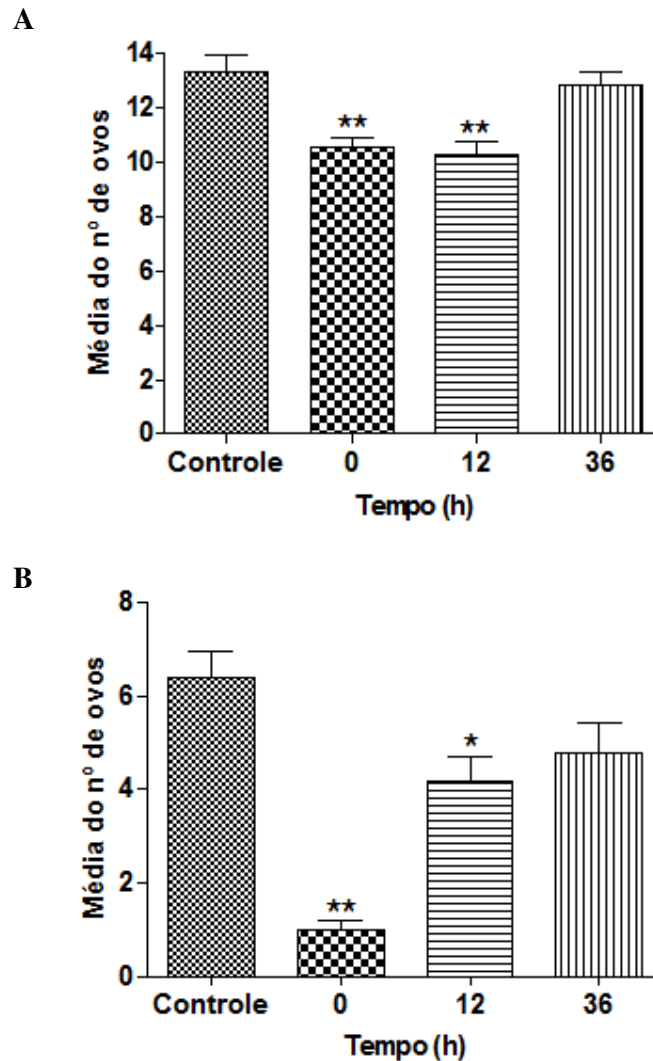 A
Média do nº de ovos
14
12
10
8
6
4
2
0
** **
Controle 0 12 36
Tempo (h)
B
Média do nº de ovos
8
6
4
2
0
** *
Controle 0 12 36
Tempo (h)